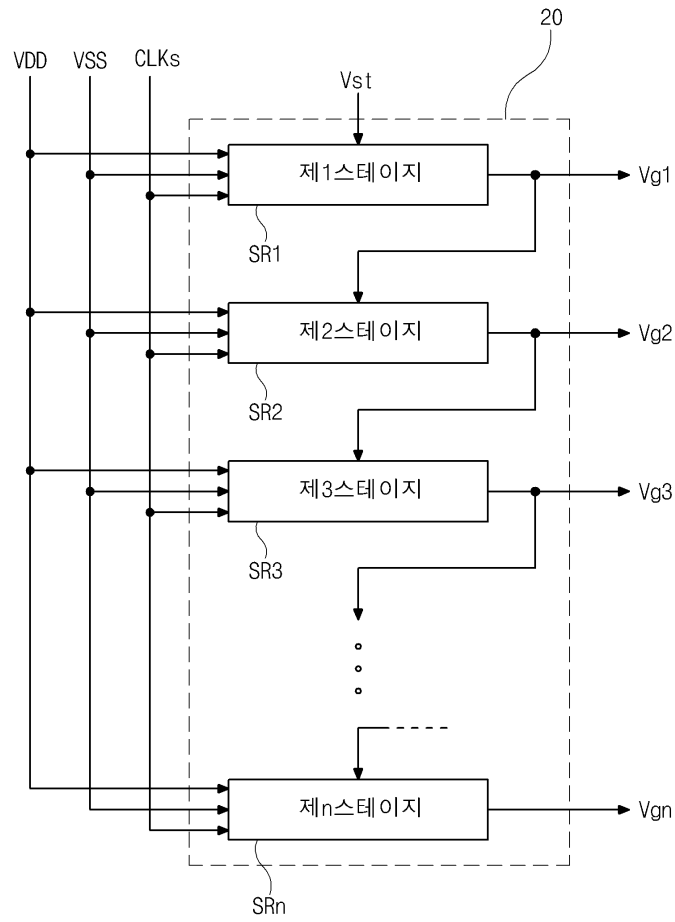 20
VDD VSS CLKs
Vst
제1스테이지
Vg1
SR1
제2스테이지
Vg2
SR2
제3스테이지
Vg3
SR3
제n스테이지
Vgn
SRn